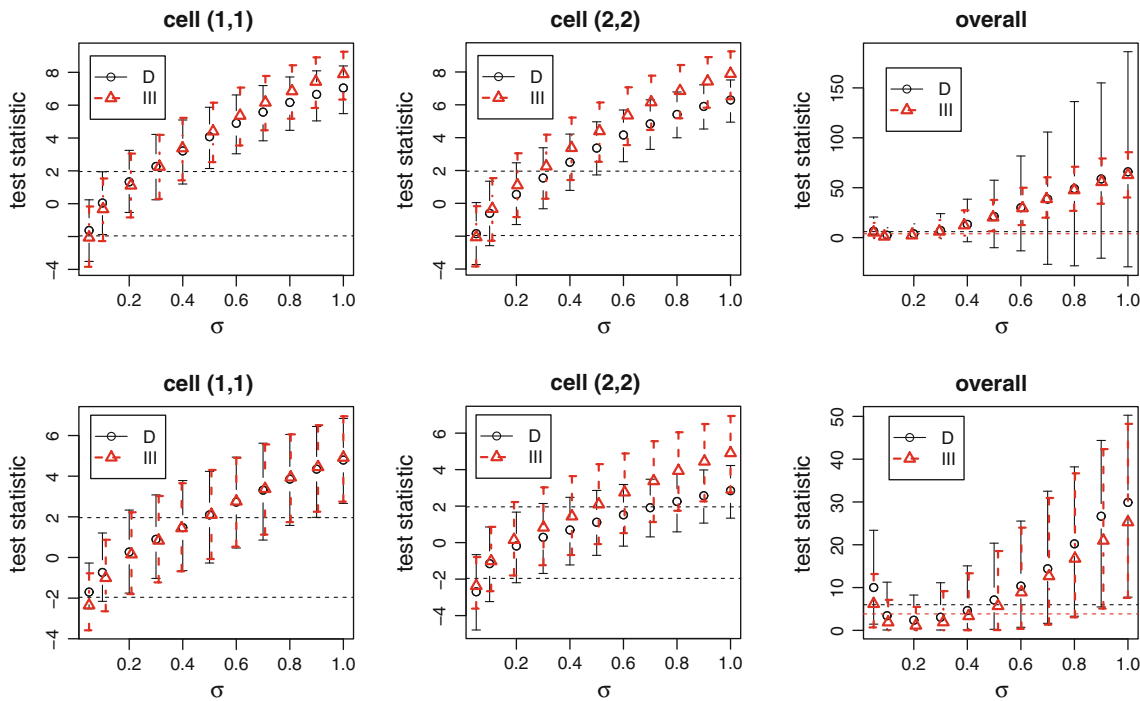 cell (1,1)
test statistic
8
6
4
2
0
−4
D
III
0.2 0.4 0.6 0.8 1.0
σ
cell (2,2)
test statistic
8
6
4
2
0
−4
D
III
0.2 0.4 0.6 0.8 1.0
σ
overall
test statistic
150
100
50
0
D
III
0.2 0.4 0.6 0.8 1.0
σ
cell (1,1)
test statistic
6
4
2
0
−2
−4
D
III
0.2 0.4 0.6 0.8 1.0
σ
cell (2,2)
test statistic
6
4
2
0
−2
−4
D
III
0.2 0.4 0.6 0.8 1.0
σ
overall
test statistic
50
40
30
20
10
0
D
III
0.2 0.4 0.6 0.8 1.0
σ